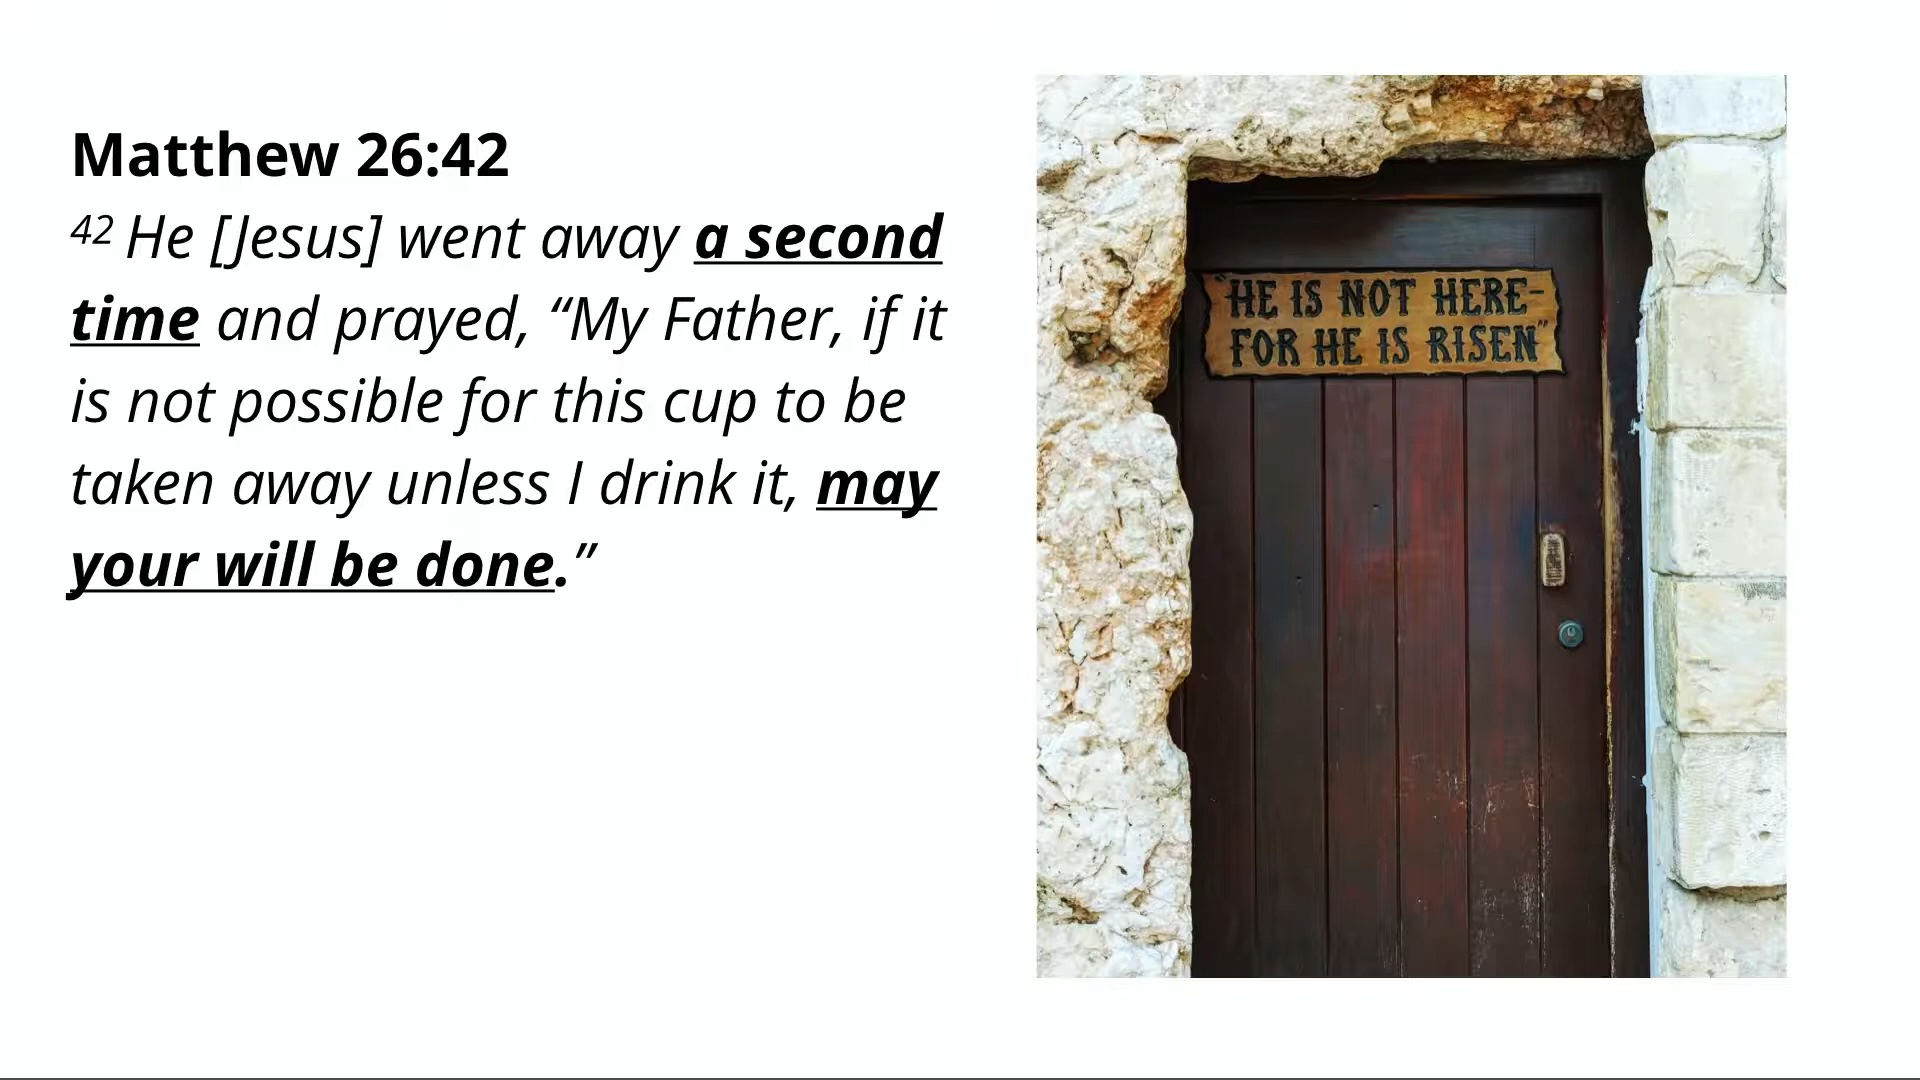 Matthew 26:42
42 He [Jesus] went away a second
time and prayed, “My Father, if it
is not possible for this cup to be
taken away unless I drink it, may
your will be done.”
“HE IS NOT HERE–
FOR HE IS RISEN”